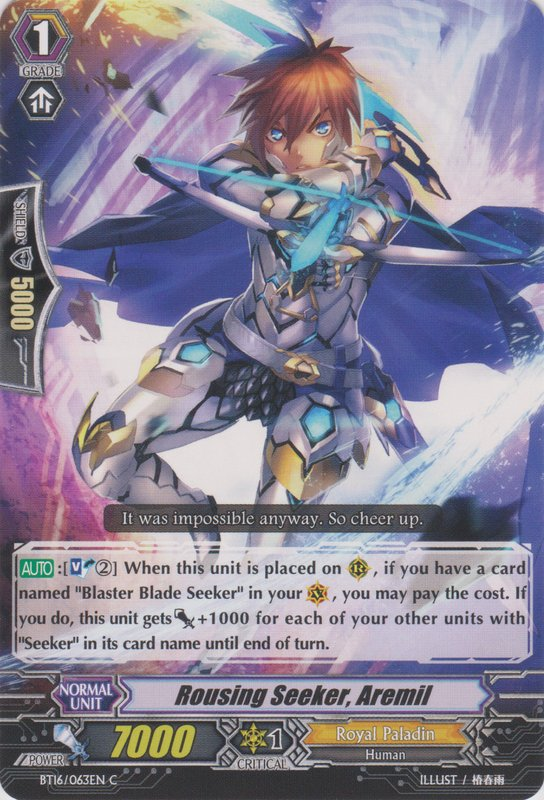 1
GRADE
SHIELD
5000
It was impossible anyway. So cheer up.
AUTO:[V②] When this unit is placed on R, if you have a card
named "Blaster Blade Seeker" in your V, you may pay the cost. If
you do, this unit gets +1000 for each of your other units with
"Seeker" in its card name until end of turn.
NORMAL
UNIT
Rousing Seeker, Aremil
POWER
7000
1
CRITICAL
Royal Paladin
Human
BT16/063EN C
ILLUST / 椿春雨